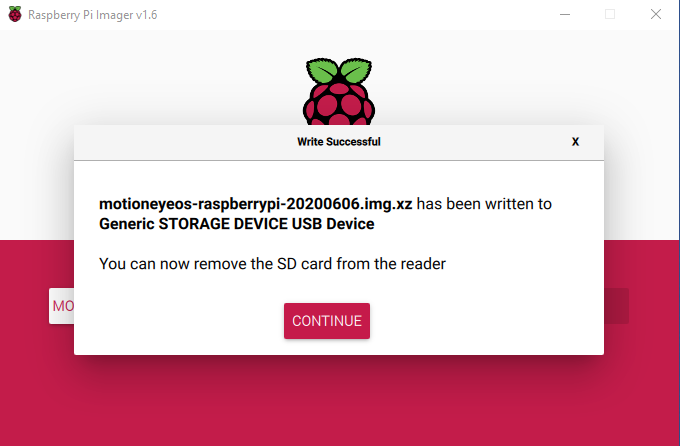 Raspberry Pi Imager v1.6
Write Successful X
motioneyeos-raspberrypi-20200606.img.xz has been written to
Generic STORAGE DEVICE USB Device
You can now remove the SD card from the reader
MO
CONTINUE